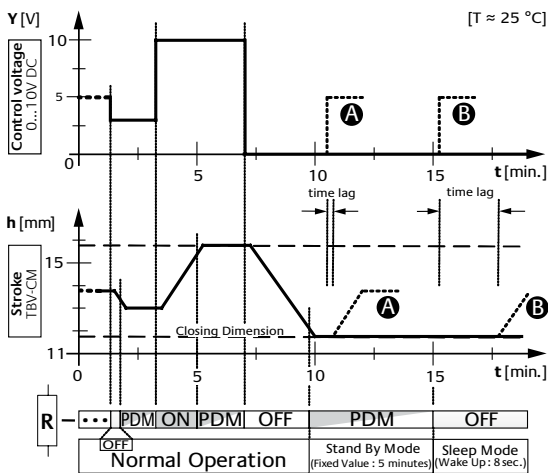 Y [V]
[T ≈ 25 °C]
Control voltage
0...10V DC
10
5
0
A
B
5
10
15
t [min.]
time lag
time lag
h [mm]
Stroke
TBV-CM
15
11
A
B
Closing Dimension
5
10
15
t [min.]
R
PDM
ON
PDM
OFF
PDM
OFF
OFF
Normal Operation
Stand By Mode
(Fixed Value : 5 minutes)
Sleep Mode
(Wake Up : 8 sec.)